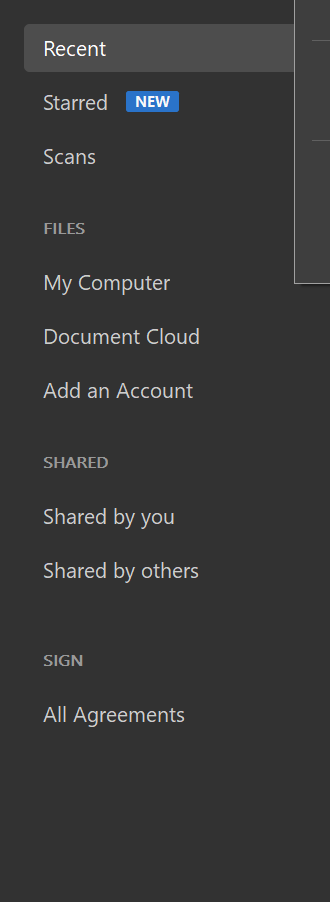 Recent
Starred NEW
Scans
FILES
My Computer
Document Cloud
Add an Account
SHARED
Shared by you
Shared by others
SIGN
All Agreements